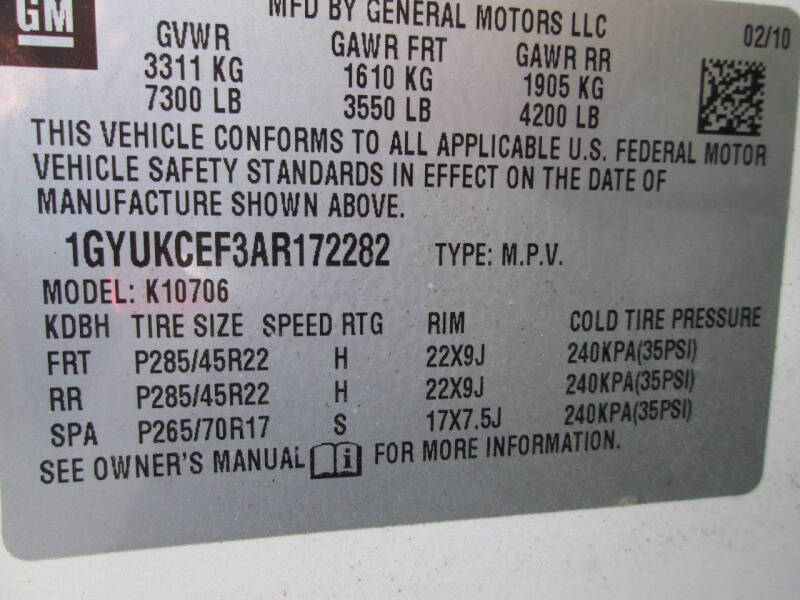 GM
MFD BY GENERAL MOTORS LLC
02/10
GVWR GAWR FRT GAWR RR
3311 KG 1610 KG 1905 KG
7300 LB 3550 LB 4200 LB
THIS VEHICLE CONFORMS TO ALL APPLICABLE U.S. FEDERAL MOTOR
VEHICLE SAFETY STANDARDS IN EFFECT ON THE DATE OF
MANUFACTURE SHOWN ABOVE.
1GYUKCEF3AR172282 TYPE: M.P.V.
MODEL: K10706
KDBH TIRE SIZE SPEED RTG RIM COLD TIRE PRESSURE
FRT P285/45R22 H 22X9J 240KPA(35PSI)
RR P285/45R22 H 22X9J 240KPA(35PSI)
SPA P265/70R17 S 17X7.5J 240KPA(35PSI)
SEE OWNER'S MANUAL i FOR MORE INFORMATION.